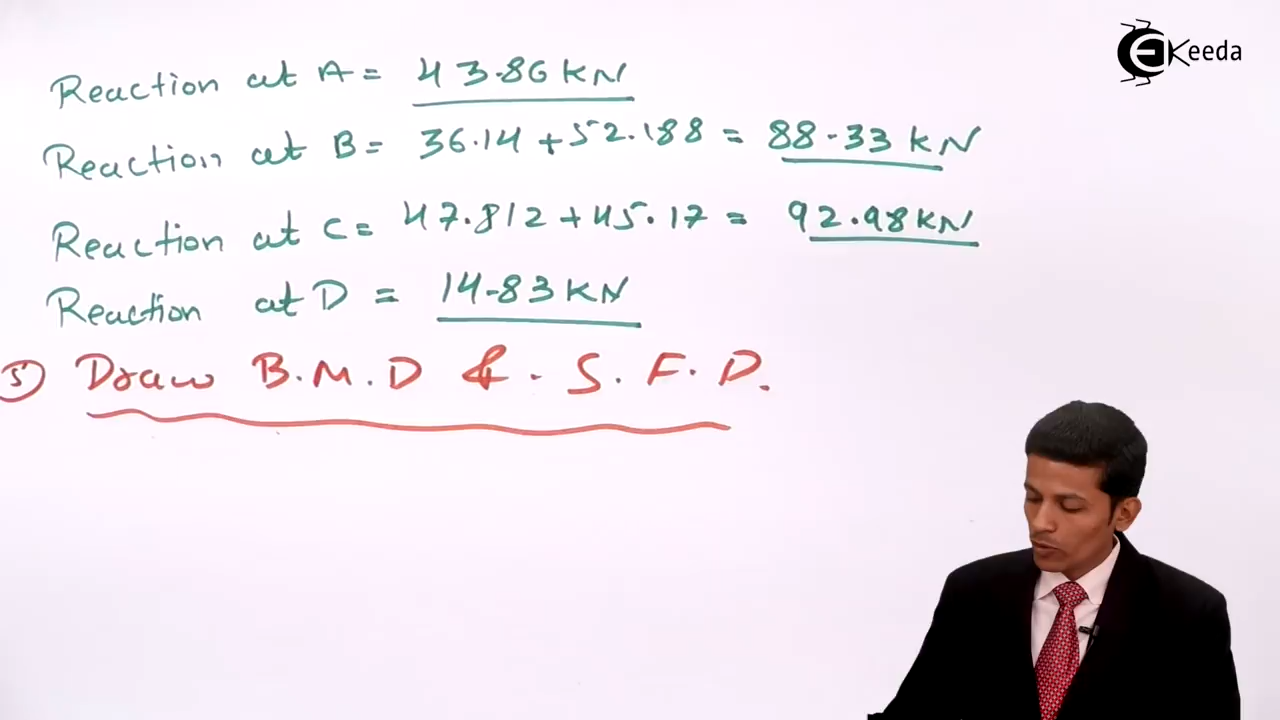 Reaction at A = 43.86 KN
Reaction at B = 36.14 + 52.188 = 88.33 KN
Reaction at C = 47.812 + 45.17 = 92.98 KN
Reaction at D = 14.83 KN
5) Draw B.M.D & S.F.D.
EKeeda